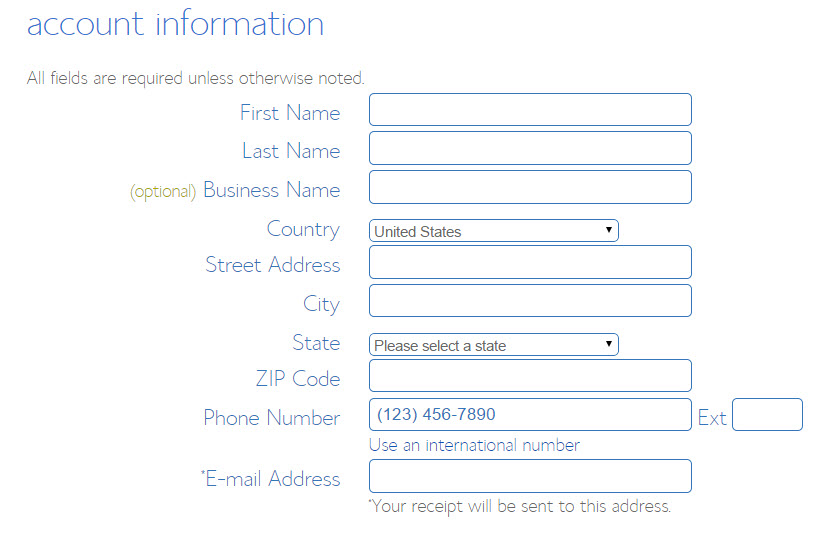 account information
All fields are required unless otherwise noted.
First Name
Last Name
(optional) Business Name
Country United States
Street Address
City
State Please select a state
ZIP Code
Phone Number (123) 456-7890 Ext
Use an international number
*E-mail Address
*Your receipt will be sent to this address.